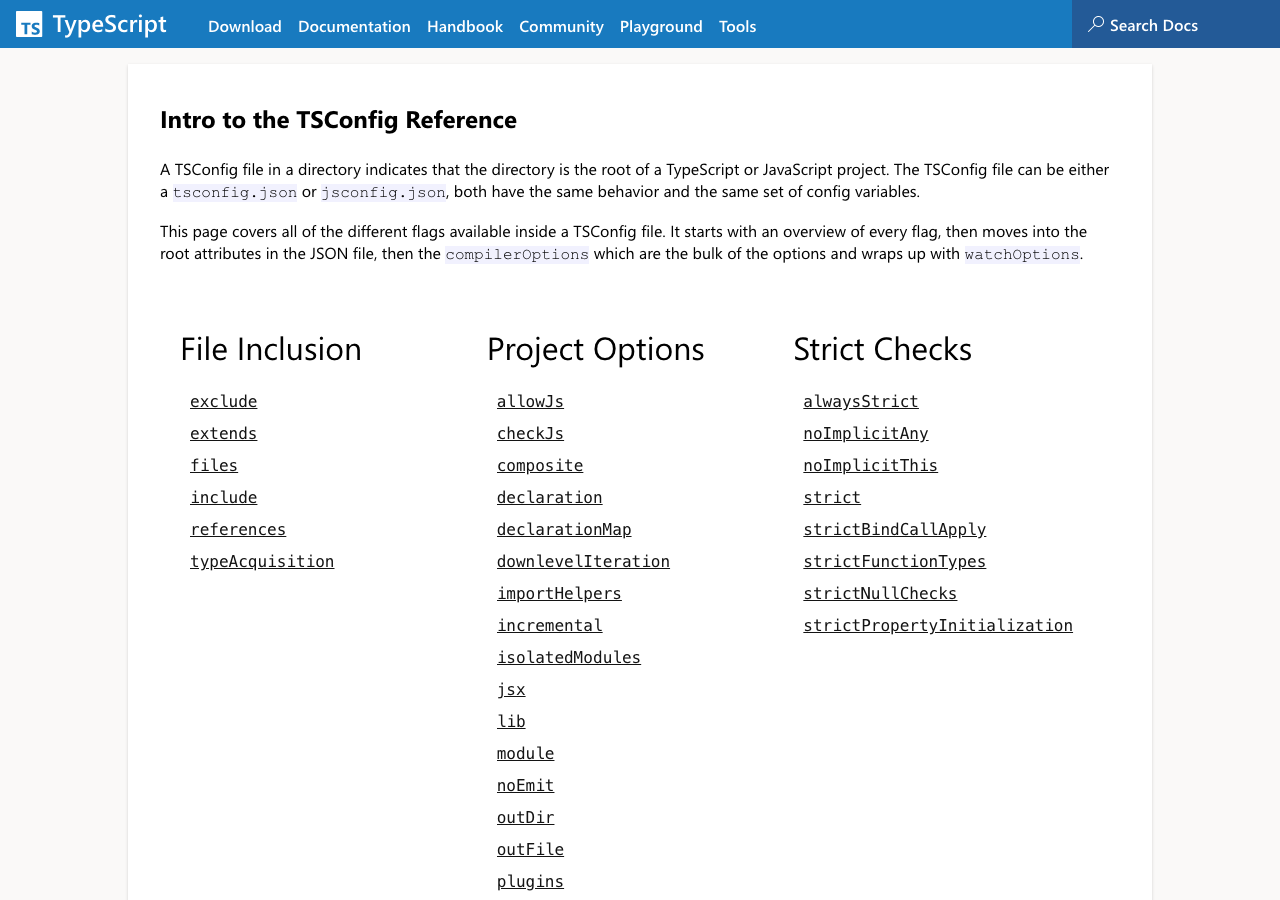 TS TypeScript Download Documentation Handbook Community Playground Tools Search Docs
Intro to the TSConfig Reference
A TSConfig file in a directory indicates that the directory is the root of a TypeScript or JavaScript project. The TSConfig file can be either
a tsconfig.json or jsconfig.json, both have the same behavior and the same set of config variables.
This page covers all of the different flags available inside a TSConfig file. It starts with an overview of every flag, then moves into the
root attributes in the JSON file, then the compilerOptions which are the bulk of the options and wraps up with watchOptions.
File Inclusion
exclude
extends
files
include
references
typeAcquisition
Project Options
allowJs
checkJs
composite
declaration
declarationMap
downlevelIteration
importHelpers
incremental
isolatedModules
jsx
lib
module
noEmit
outDir
outFile
plugins
Strict Checks
alwaysStrict
noImplicitAny
noImplicitThis
strict
strictBindCallApply
strictFunctionTypes
strictNullChecks
strictPropertyInitialization